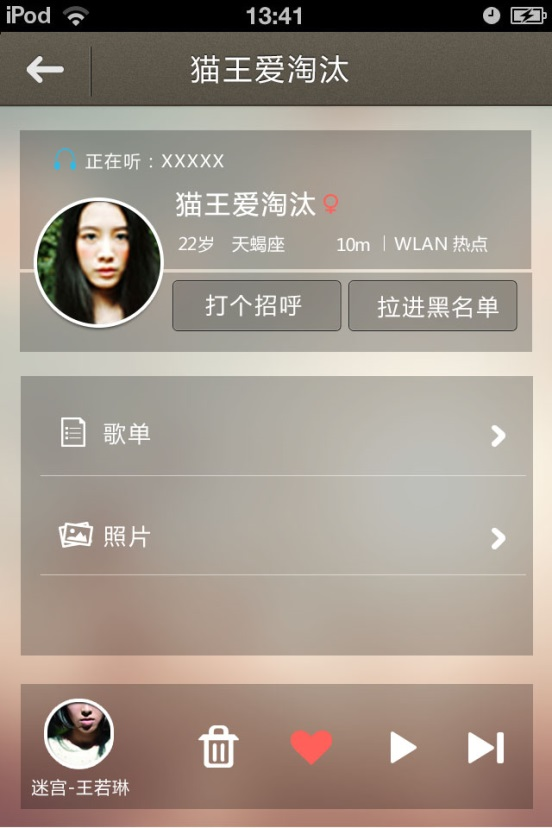 iPod 13:41
猫王爱淘汰
正在听：XXXXX
猫王爱淘汰
22岁 天蝎座 10m WLAN 热点
打个招呼 拉进黑名单
歌单
照片
迷宫-王若琳